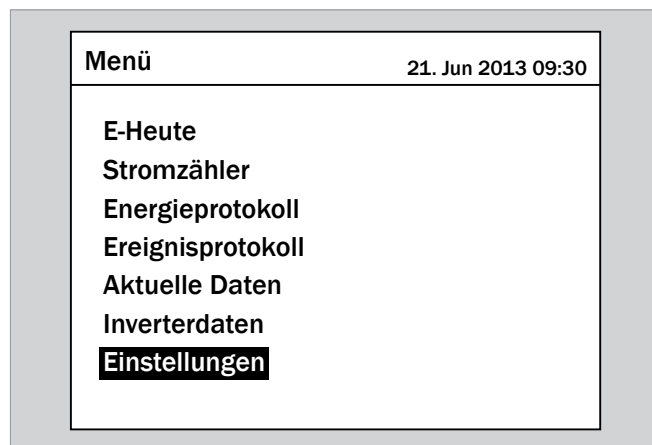 Menü
21. Jun 2013 09:30
E-Heute
Stromzähler
Energieprotokoll
Ereignisprotokoll
Aktuelle Daten
Inverterdaten
Einstellungen